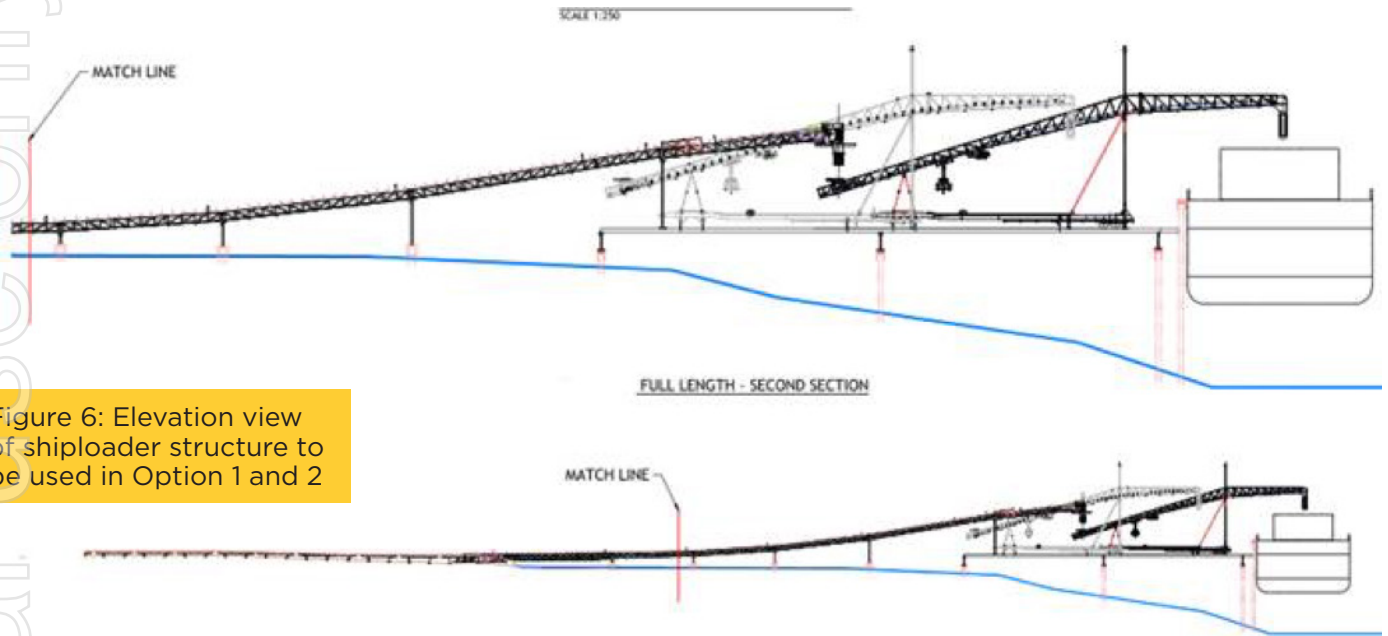 SCALE 1:250
MATCH LINE
FULL LENGTH - SECOND SECTION
Figure 6: Elevation view
of shiploader structure to
be used in Option 1 and 2
MATCH LINE